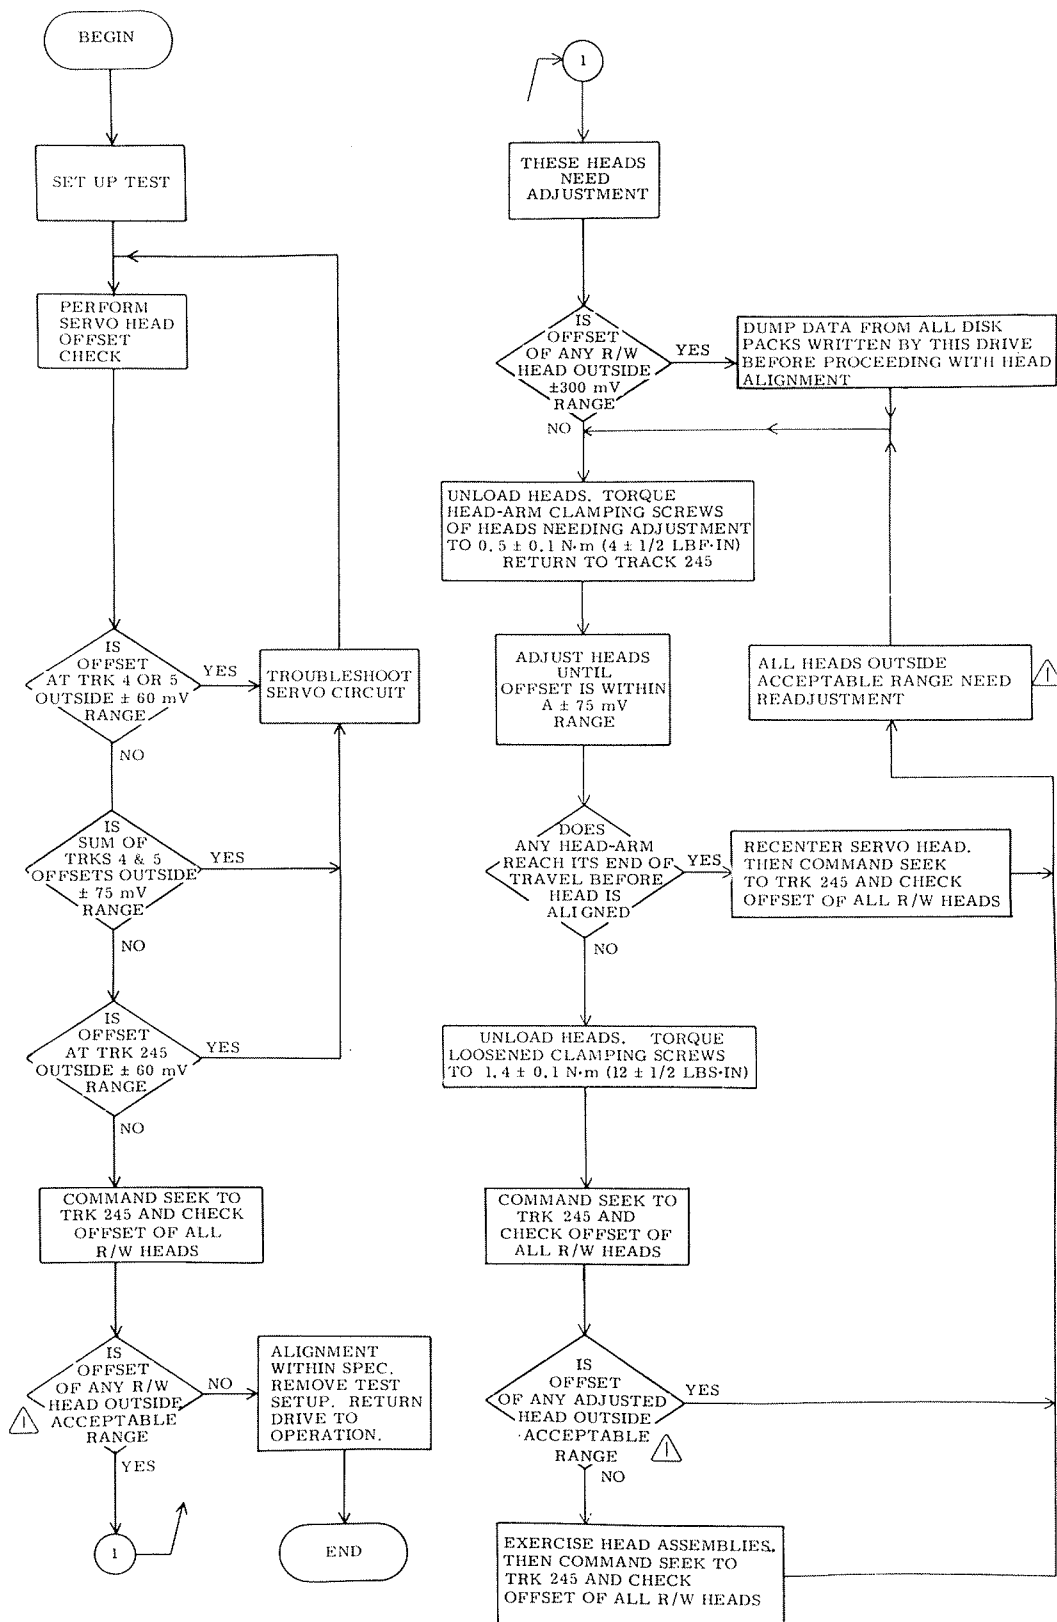 BEGIN
SET UP TEST
PERFORM
SERVO HEAD
OFFSET
CHECK
IS
OFFSET
AT TRK 4 OR 5
OUTSIDE ± 60 mV
RANGE
YES
TROUBLESHOOT
SERVO CIRCUIT
NO
IS
SUM OF
TRKS 4 & 5
OFFSETS OUTSIDE
± 75 mV
RANGE
YES
NO
IS
OFFSET
AT TRK 245
OUTSIDE ± 60 mV
RANGE
YES
NO
COMMAND SEEK TO
TRK 245 AND CHECK
OFFSET OF ALL
R/W HEADS
IS
OFFSET
OF ANY R/W
HEAD OUTSIDE
ACCEPTABLE
RANGE
1
NO
ALIGNMENT
WITHIN SPEC.
REMOVE TEST
SETUP. RETURN
DRIVE TO
OPERATION.
YES
1
END
1
THESE HEADS
NEED
ADJUSTMENT
IS
OFFSET
OF ANY R/W
HEAD OUTSIDE
±300 mV
RANGE
YES
DUMP DATA FROM ALL DISK
PACKS WRITTEN BY THIS DRIVE
BEFORE PROCEEDING WITH HEAD
ALIGNMENT
NO
UNLOAD HEADS. TORQUE
HEAD-ARM CLAMPING SCREWS
OF HEADS NEEDING ADJUSTMENT
TO 0.5 ± 0.1 N·m (4 ± 1/2 LBF·IN)
RETURN TO TRACK 245
ADJUST HEADS
UNTIL
OFFSET IS WITHIN
A ± 75 mV
RANGE
ALL HEADS OUTSIDE
ACCEPTABLE RANGE NEED
READJUSTMENT
1
DOES
ANY HEAD-ARM
REACH ITS END OF
TRAVEL BEFORE
HEAD IS
ALIGNED
YES
RECENTER SERVO HEAD.
THEN COMMAND SEEK
TO TRK 245 AND CHECK
OFFSET OF ALL R/W HEADS
NO
UNLOAD HEADS. TORQUE
LOOSENED CLAMPING SCREWS
TO 1.4 ± 0.1 N·m (12 ± 1/2 LBS·IN)
COMMAND SEEK TO
TRK 245 AND
CHECK OFFSET OF
ALL R/W HEADS
IS
OFFSET
OF ANY ADJUSTED
HEAD OUTSIDE
ACCEPTABLE
RANGE
1
YES
NO
EXERCISE HEAD ASSEMBLIES.
THEN COMMAND SEEK TO
TRK 245 AND CHECK
OFFSET OF ALL R/W HEADS